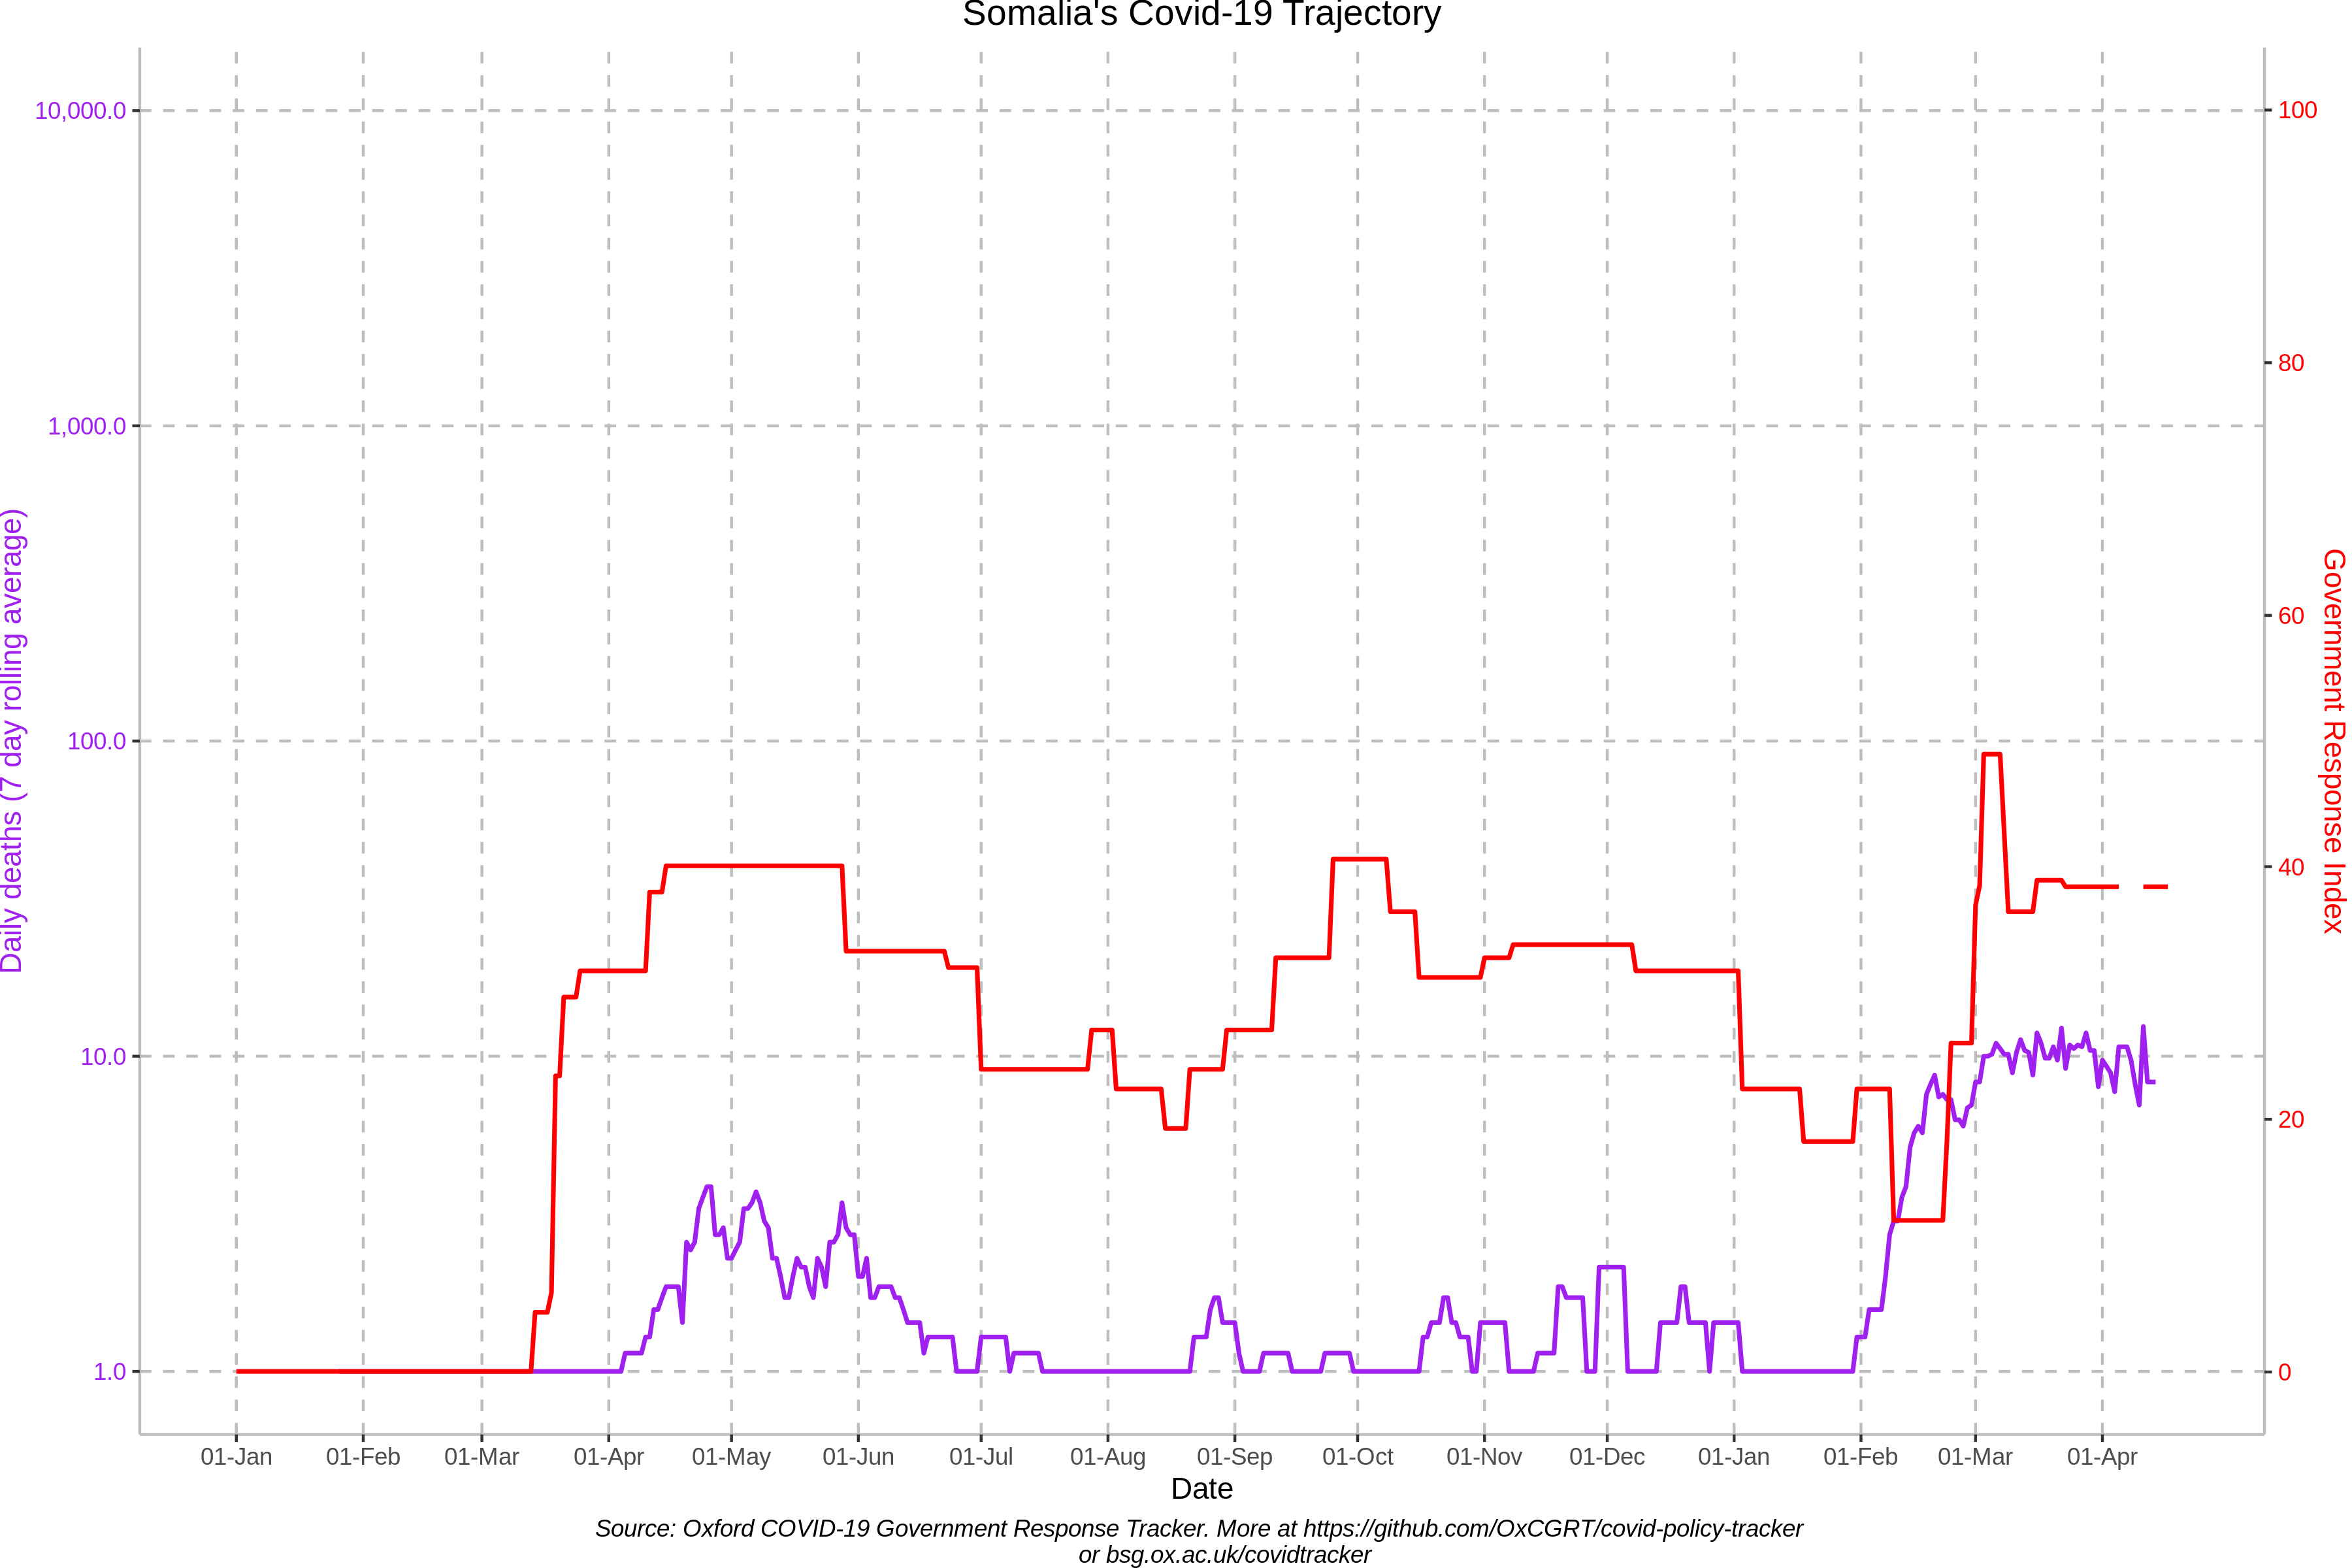 Somalia's Covid-19 Trajectory
10,000.0
1,000.0
100.0
10.0
1.0
Daily deaths (7 day rolling average)
100
80
60
40
20
0
Government Response Index
01-Jan 01-Feb 01-Mar 01-Apr 01-May 01-Jun 01-Jul 01-Aug 01-Sep 01-Oct 01-Nov 01-Dec 01-Jan 01-Feb 01-Mar 01-Apr
Date
Source: Oxford COVID-19 Government Response Tracker. More at https://github.com/OxCGRT/covid-policy-tracker
or bsg.ox.ac.uk/covidtracker